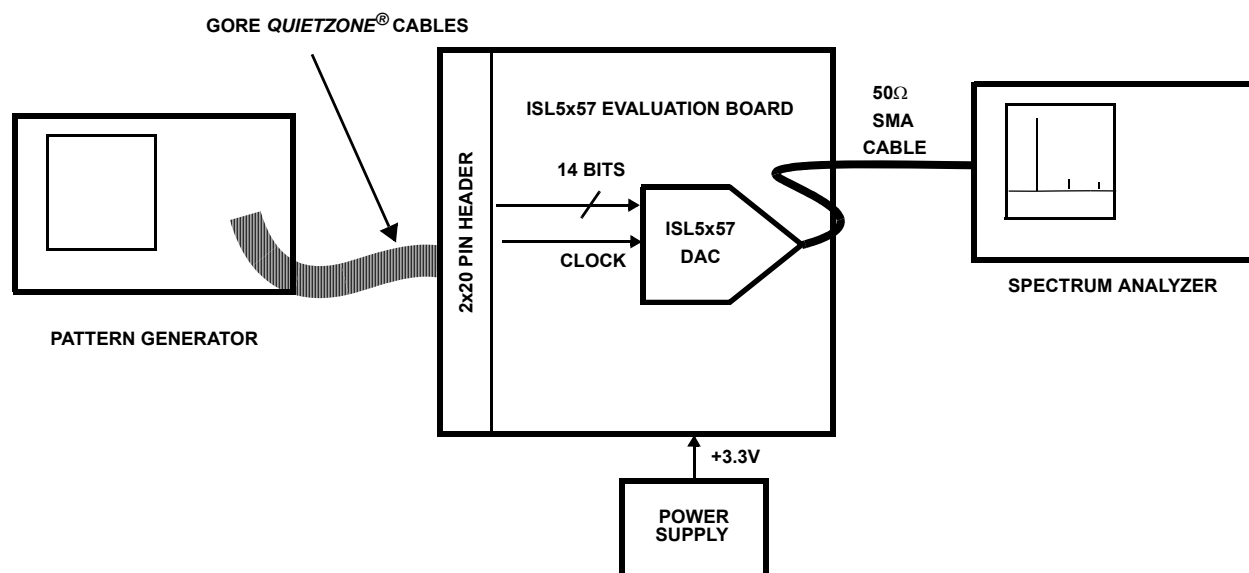 GORE QUIETZONE® CABLES
ISL5x57 EVALUATION BOARD
50Ω
SMA
CABLE
2x20 PIN HEADER
14 BITS
CLOCK
ISL5x57
DAC
PATTERN GENERATOR
SPECTRUM ANALYZER
+3.3V
POWER
SUPPLY